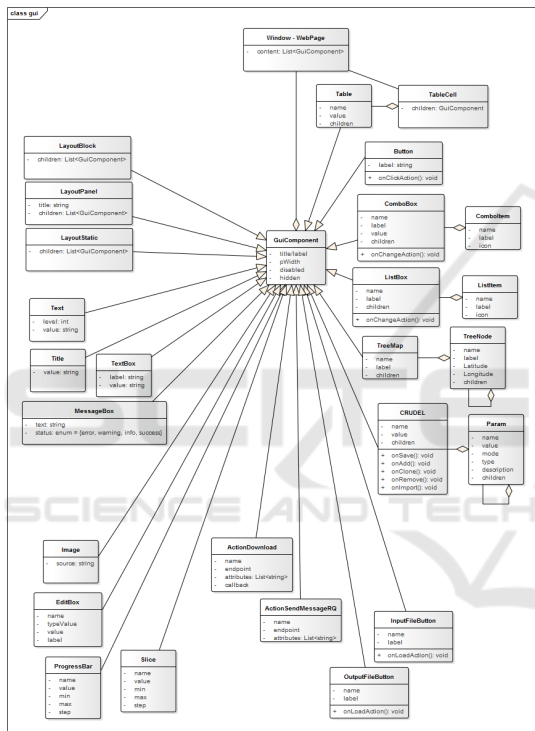 class gui
Window - WebPage
- content: List<GuiComponent>
Table
- name
- value
- children
TableCell
- children: GuiComponent
LayoutBlock
- children: List<GuiComponent>
Button
- label: string
+ onClickAction(): void
LayoutPanel
- title: string
- children: List<GuiComponent>
ComboBox
- name
- label
- value
- children
+ onChangeAction(): void
ComboItem
- name
- label
- icon
LayoutStatic
- children: List<GuiComponent>
GuiComponent
- title/label
- pWidth
- disabled
- hidden
ListBox
- name
- label
- children
+ onChangeAction(): void
ListItem
- name
- label
- icon
Text
- level: int
- value: string
TreeMap
- name
- label
- children
TreeNode
- name
- label
- Latitude
- Longitude
- children
Title
- value: string
TextBox
- label: string
- value: string
MessageBox
- text: string
- status: enum = {error, warning, info, success}
CRUDEL
- name
- value
- children
+ onSave(): void
+ onAdd(): void
+ onClone(): void
+ onRemove(): void
+ onImport(): void
Param
- name
- value
- mode
- type
- description
- children
SCIENCE AND TECH
Image
- source: string
ActionDownload
- name
- endpoint
- attributes: List<string>
- callback
EditBox
- name
- typeValue
- value
- label
ActionSendMessageRQ
- name
- endpoint
- attributes: List<string>
InputFileButton
- name
- label
+ onLoadAction(): void
ProgressBar
- name
- value
- min
- max
- step
Slice
- name
- value
- min
- max
- step
OutputFileButton
- name
- label
+ onLoadAction(): void